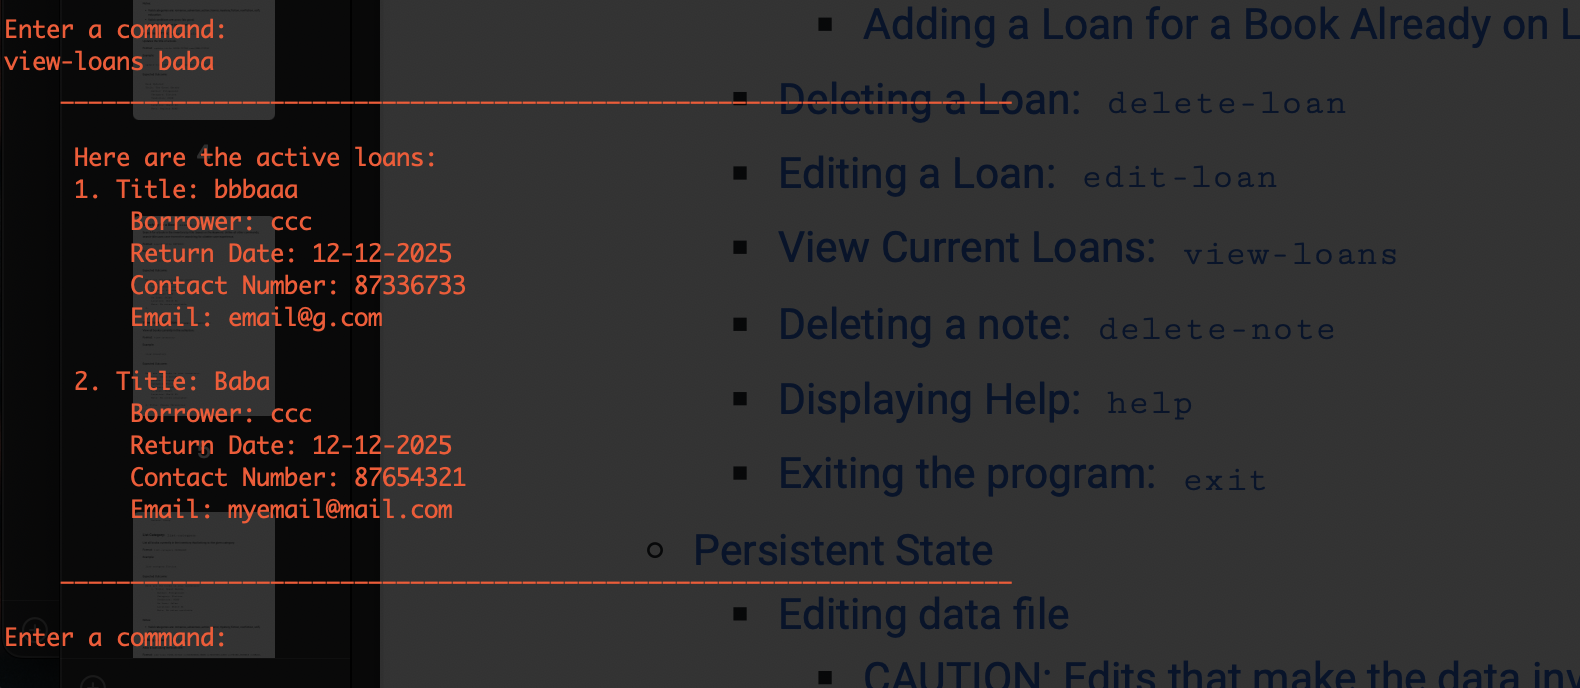 Enter a command:
view-loans baba
Here are the active loans:
1. Title: bbbaaa
Borrower: ccc
Return Date: 12-12-2025
Contact Number: 87336733
Email: email@g.com
2. Title: Baba
Borrower: ccc
Return Date: 12-12-2025
Contact Number: 87654321
Email: myemail@mail.com
Enter a command:
Adding a Loan for a Book Already on L
Deleting a Loan: delete-loan
Editing a Loan: edit-loan
View Current Loans: view-loans
Deleting a note: delete-note
Displaying Help: help
Exiting the program: exit
Persistent State
Editing data file
CAUTION: Edits that make the data inv